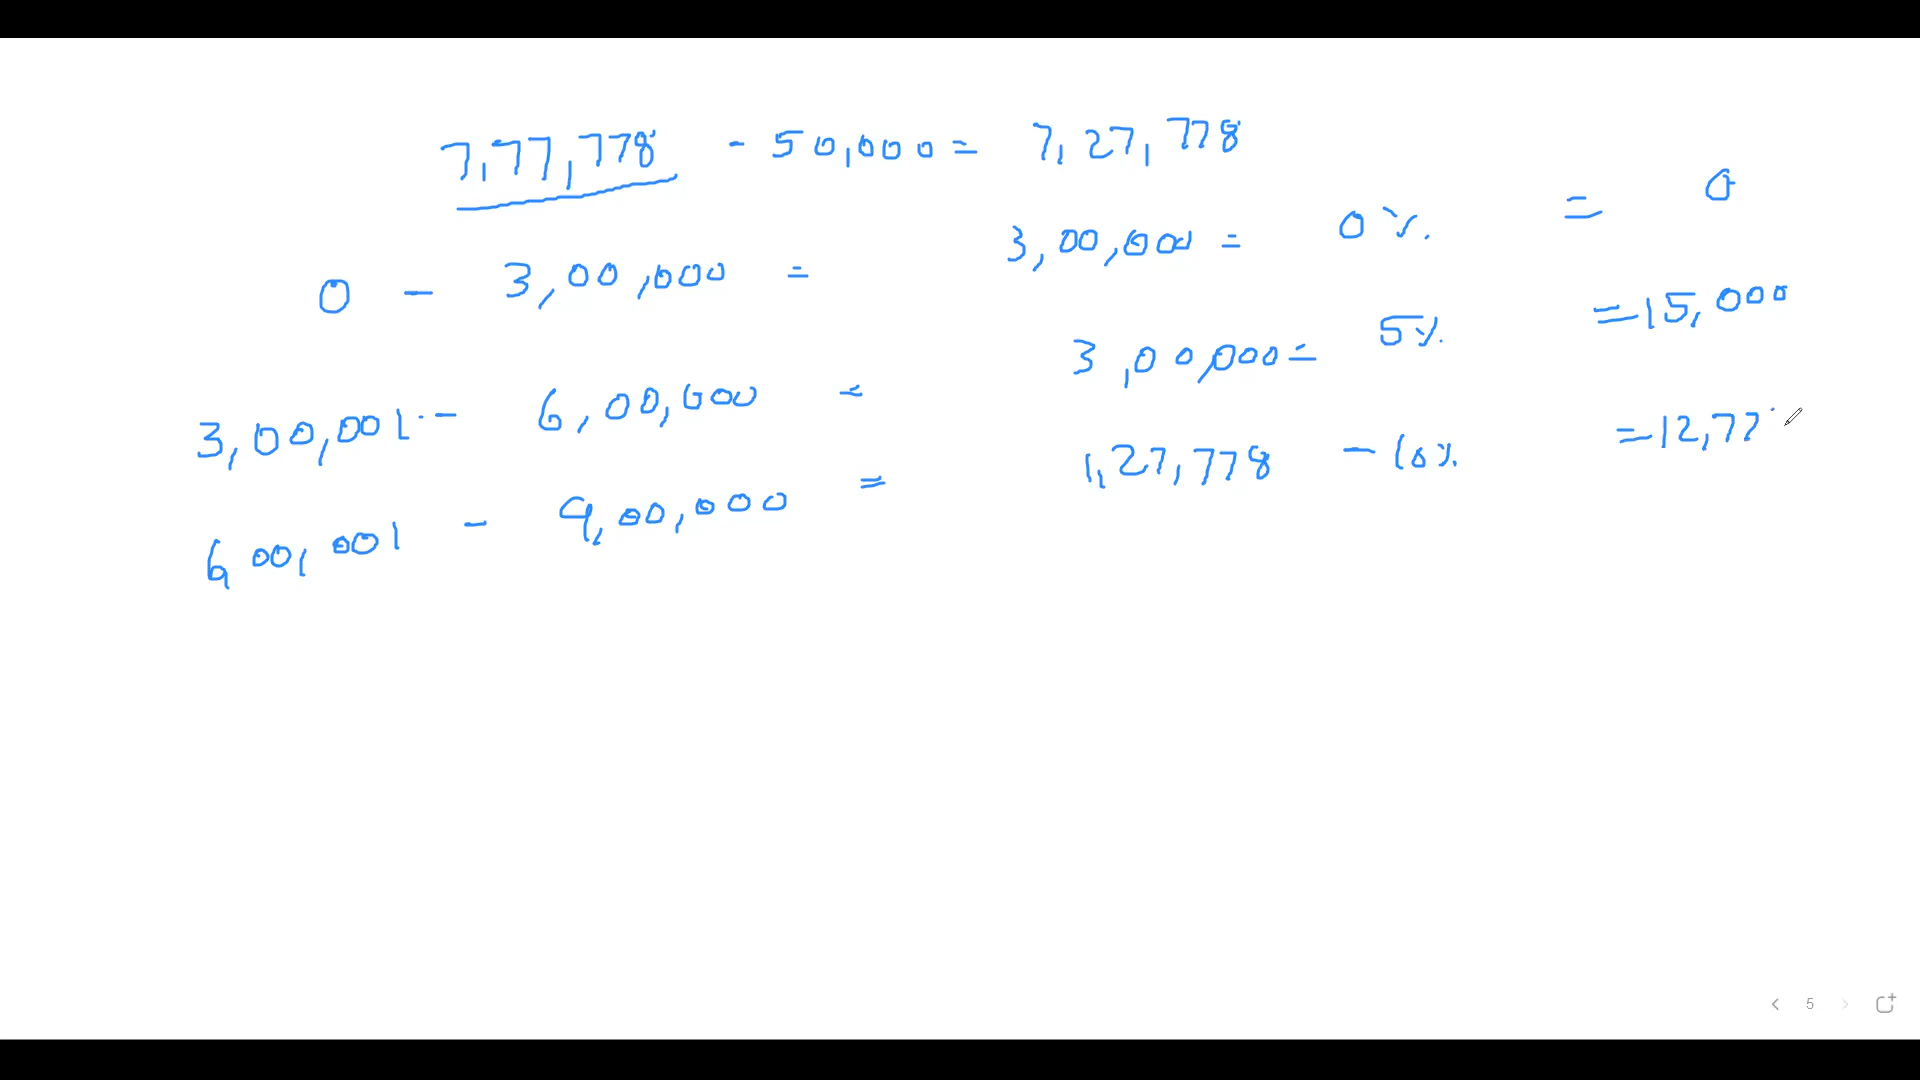 7,77,778 - 50,000 = 7,27,778
0 - 3,00,000 = 3,00,000 = 0% = 0
3,00,001 - 6,00,000 = 3,00,000 = 5% = 15,000
6,00,001 - 9,00,000 = 1,27,778 - 10% = 12,77
5